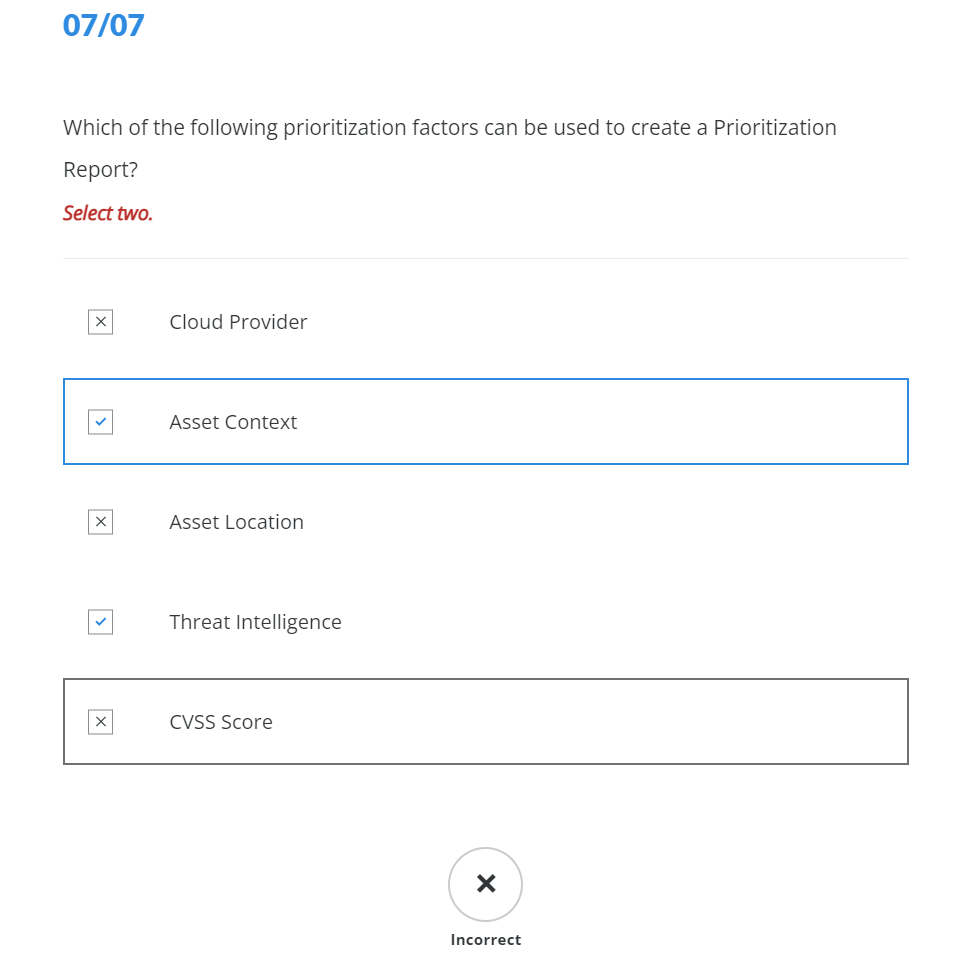 07/07
Which of the following prioritization factors can be used to create a Prioritization
Report?
Select two.
Cloud Provider
Asset Context
Asset Location
Threat Intelligence
CVSS Score
Incorrect